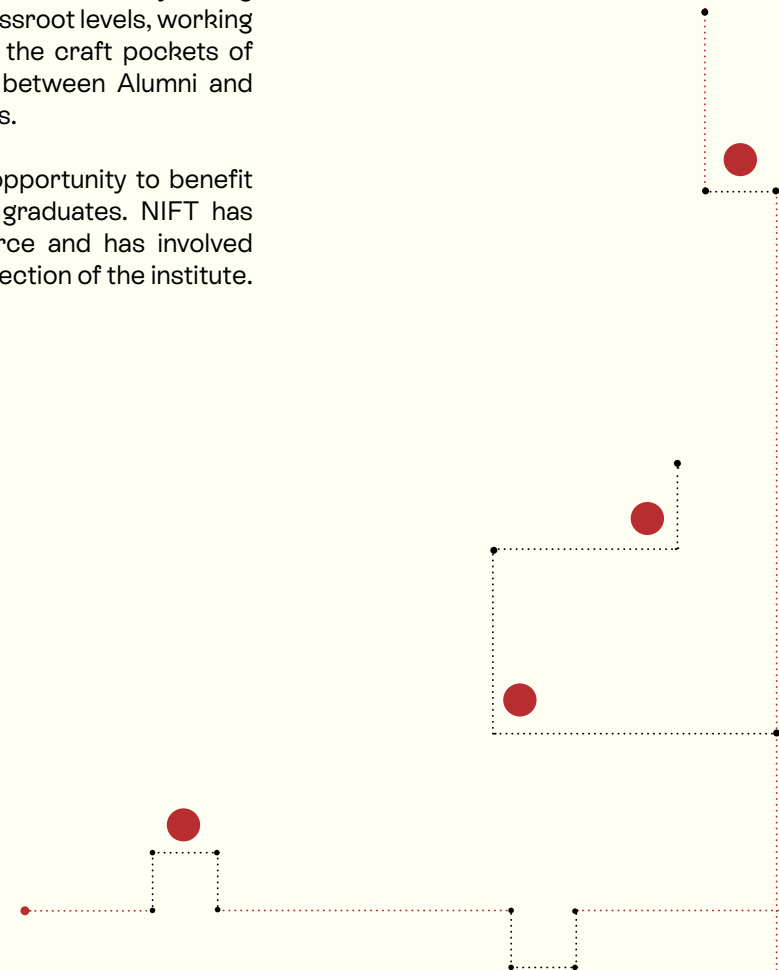 ssroot levels, working
the craft pockets of
between Alumni and
s.
opportunity to benefit
graduates. NIFT has
rce and has involved
ection of the institute.